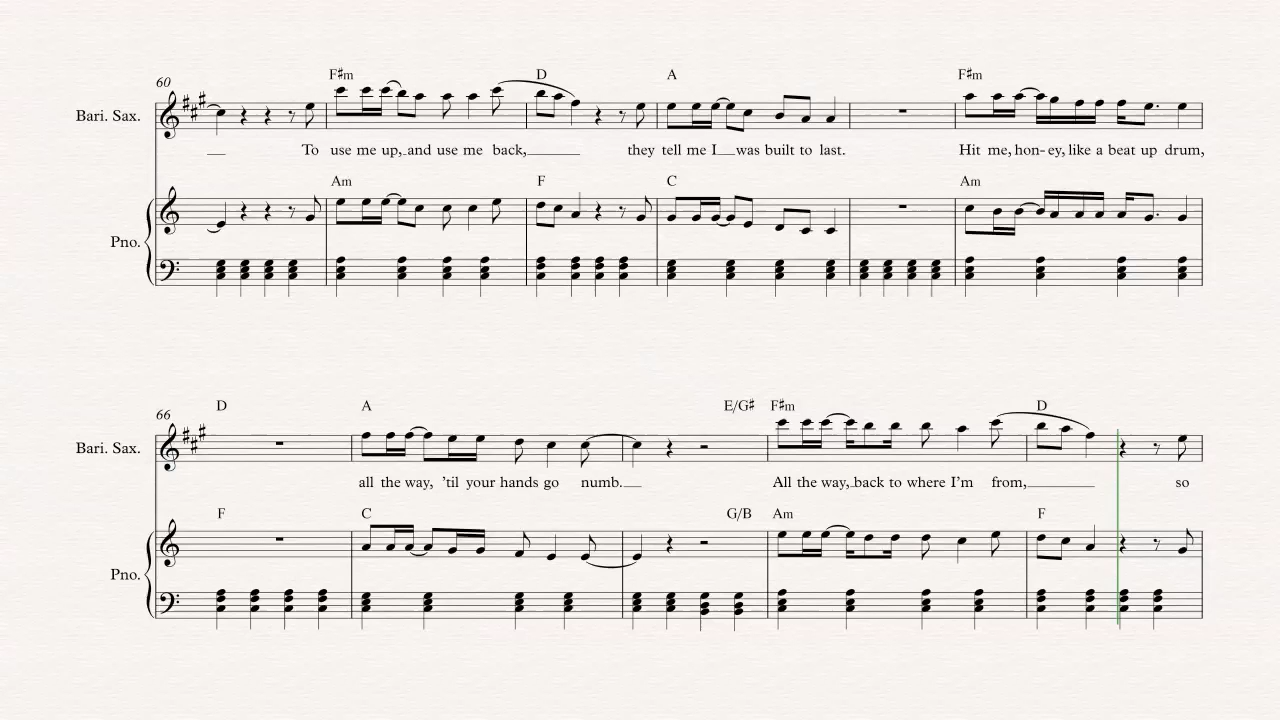 60 F♯m D A F♯m
Bari. Sax.
To use me up, and use me back, they tell me I was built to last. Hit me, hon- ey, like a beat up drum,
Am F C Am
Pno.
66 D A E/G♯ F♯m D
Bari. Sax.
all the way, ’til your hands go numb. All the way, back to where I’m from, so
F C G/B Am F
Pno.